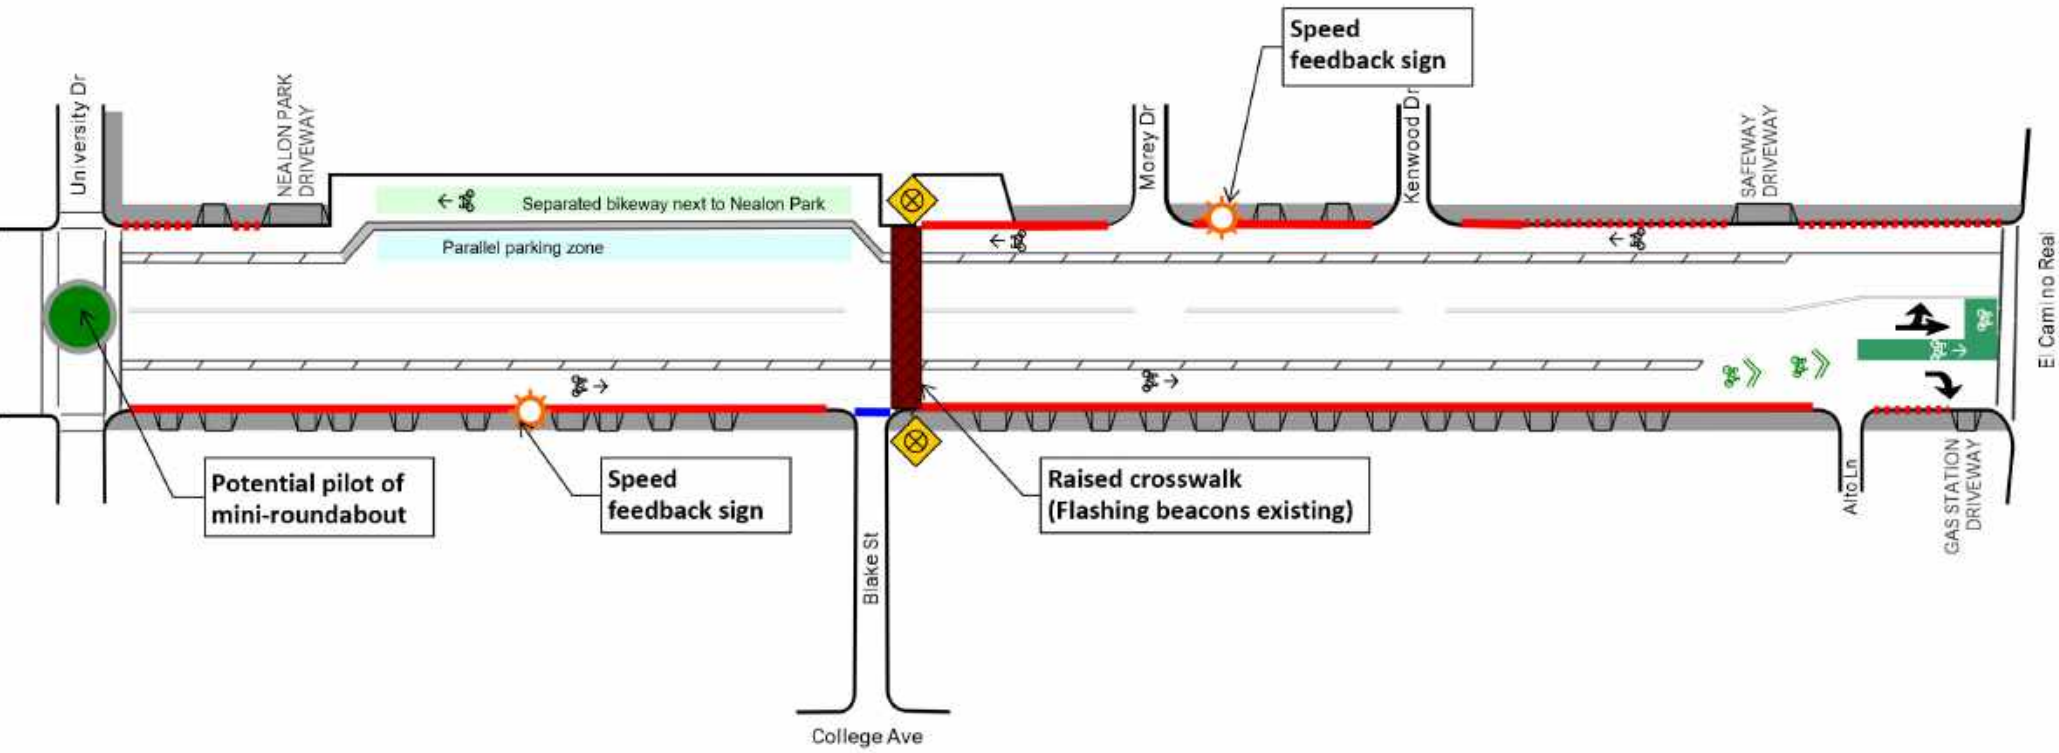 Speed
feedback sign
University Dr
NEALON PARK
DRIVEWAY
Morey Dr
Kenwood Dr
SAFEWAY
DRIVEWAY
Separated bikeway next to Nealon Park
Parallel parking zone
El Camino Real
Potential pilot of
mini-roundabout
Speed
feedback sign
Raised crosswalk
(Flashing beacons existing)
Blake St
Alto Ln
GAS STATION
DRIVEWAY
College Ave